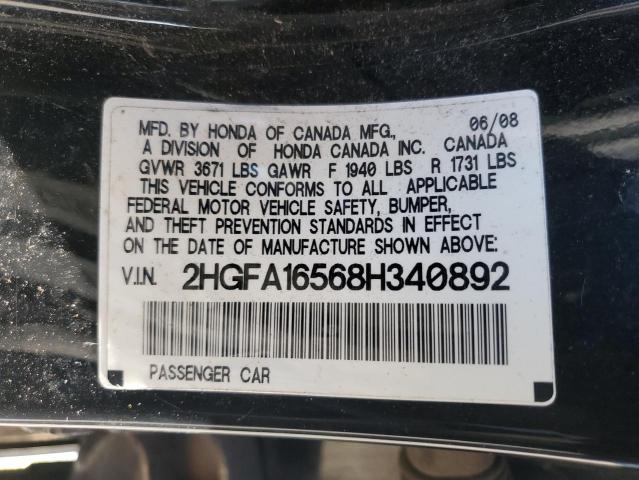 MFD. BY HONDA OF CANADA MFG., 06/08
A DIVISION OF HONDA CANADA INC. CANADA
GVWR 3671 LBS GAWR F 1940 LBS R 1731 LBS
THIS VEHICLE CONFORMS TO ALL APPLICABLE
FEDERAL MOTOR VEHICLE SAFETY, BUMPER,
AND THEFT PREVENTION STANDARDS IN EFFECT
ON THE DATE OF MANUFACTURE SHOWN ABOVE:
V.I.N. 2HGFA16568H340892
PASSENGER CAR